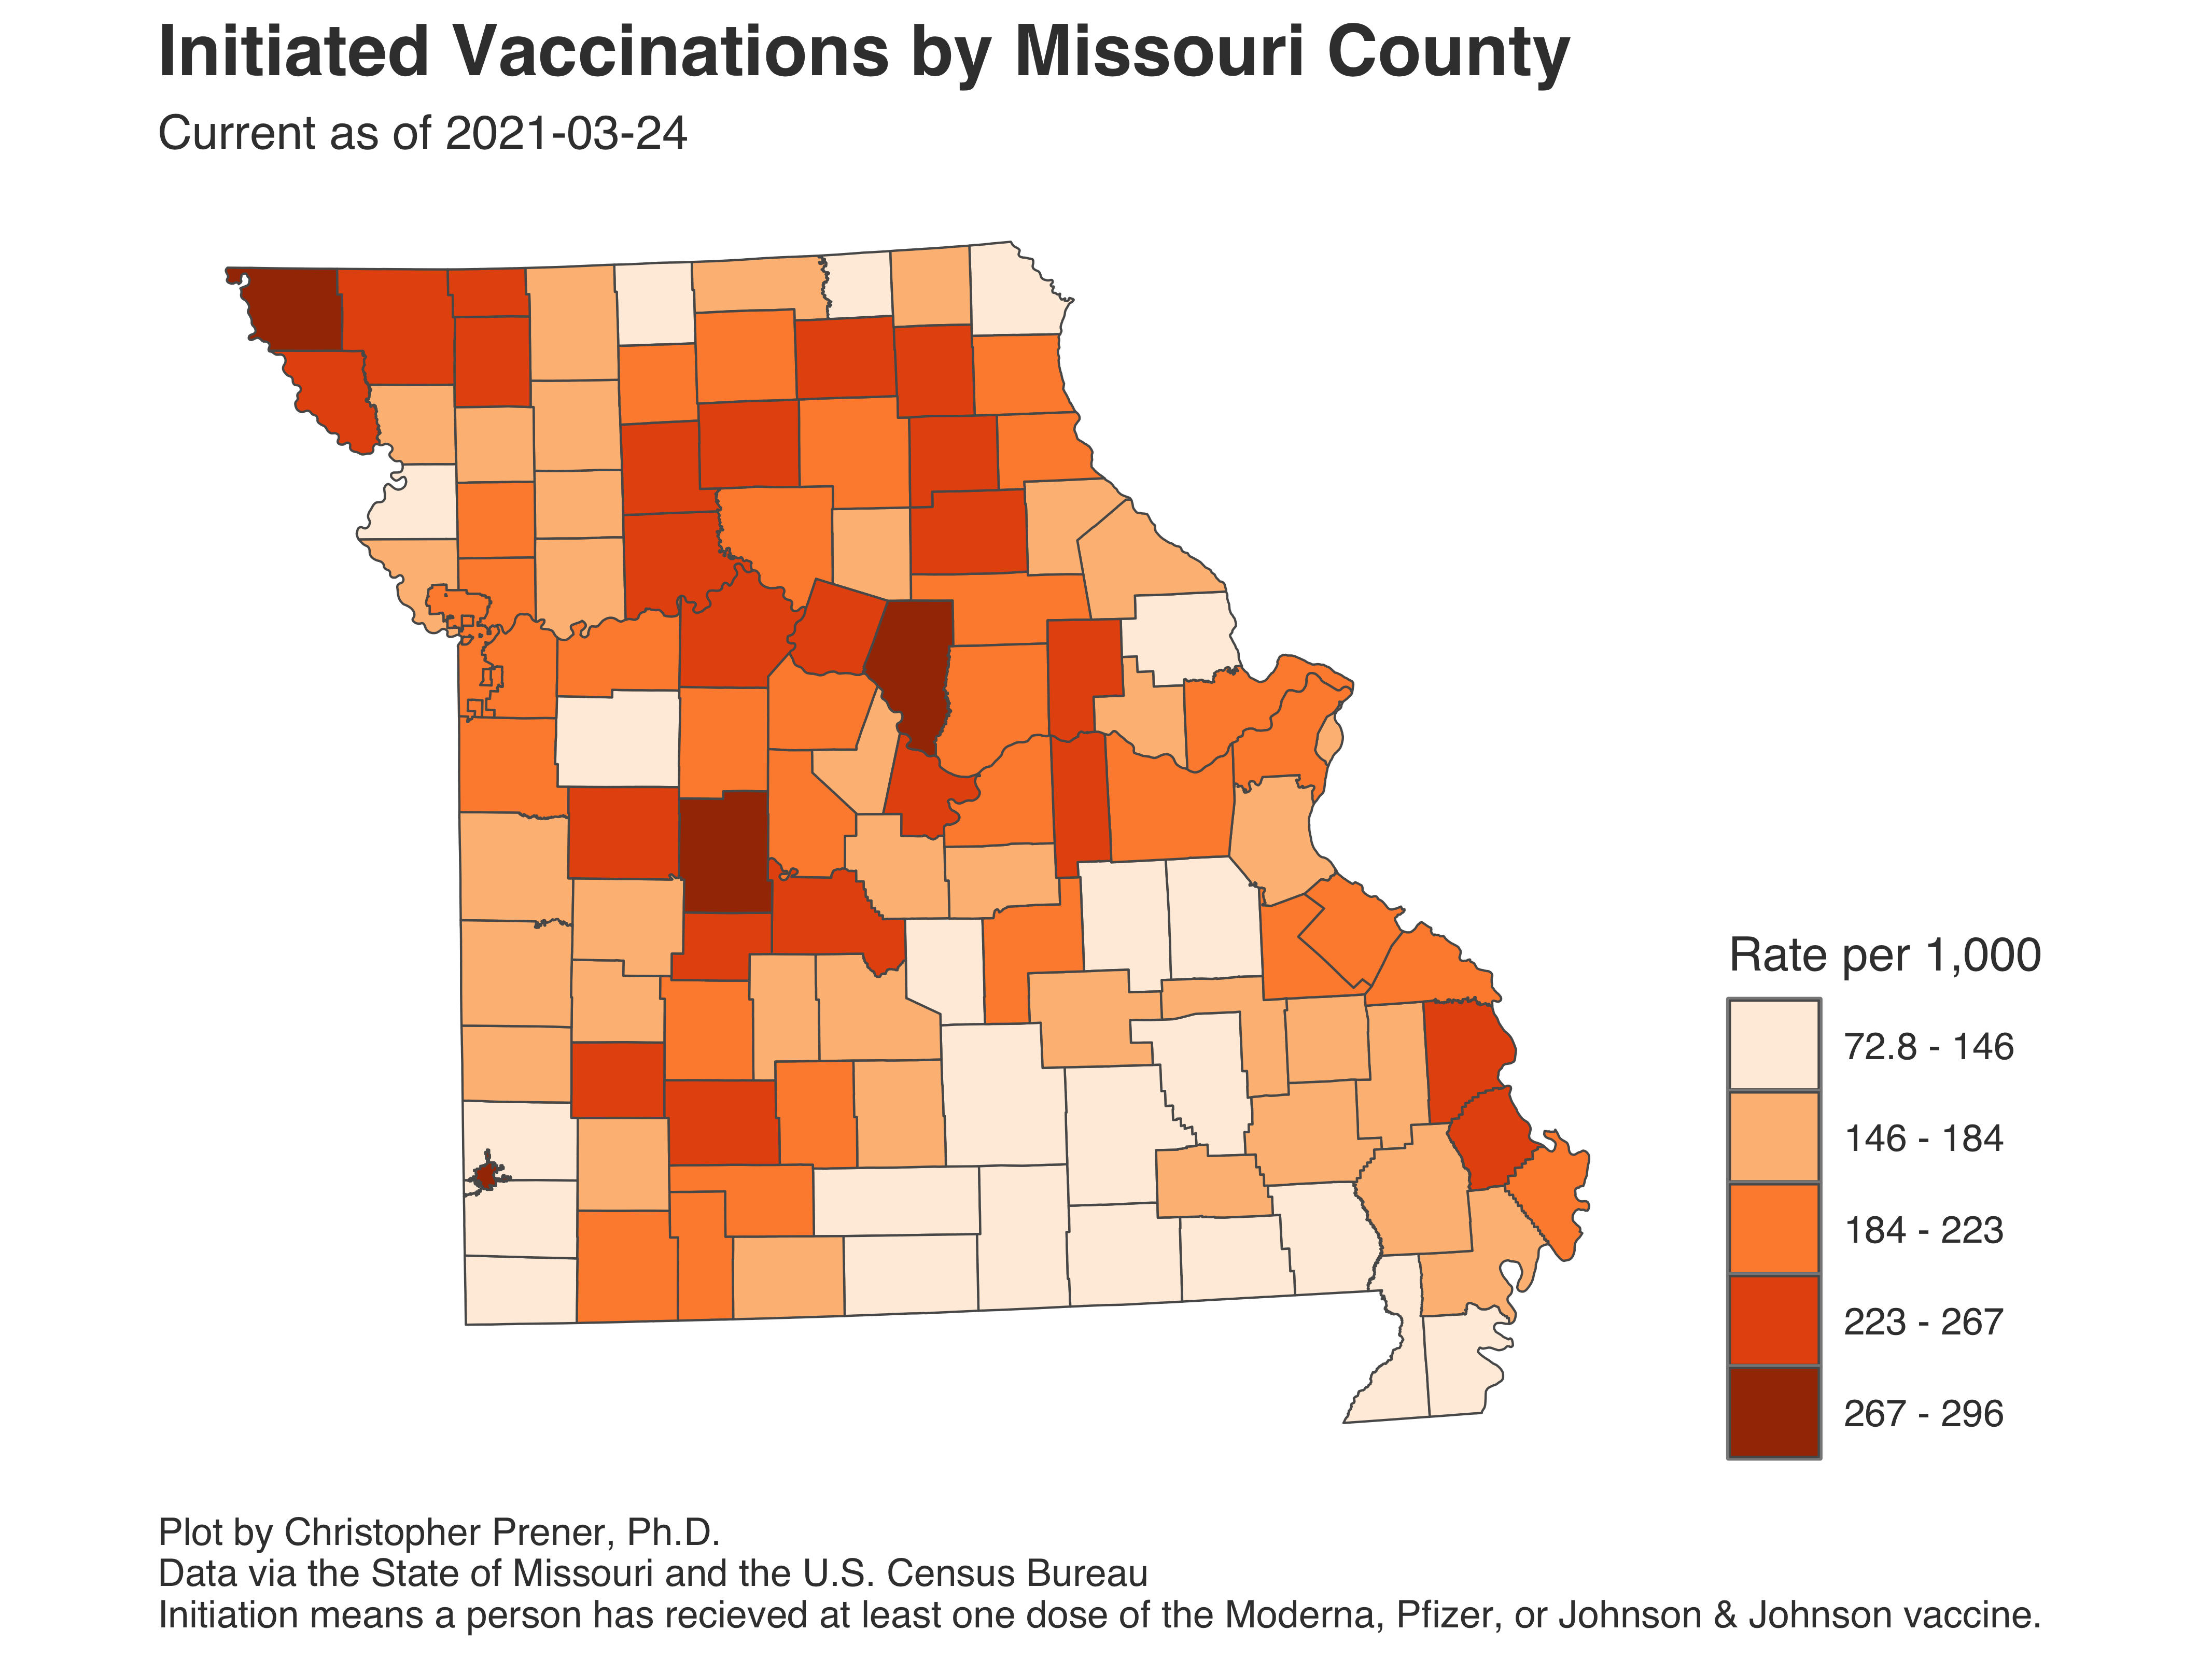 Initiated Vaccinations by Missouri County
Current as of 2021-03-24
Rate per 1,000
72.8 - 146
146 - 184
184 - 223
223 - 267
267 - 296
Plot by Christopher Prener, Ph.D.
Data via the State of Missouri and the U.S. Census Bureau
Initiation means a person has recieved at least one dose of the Moderna, Pfizer, or Johnson & Johnson vaccine.